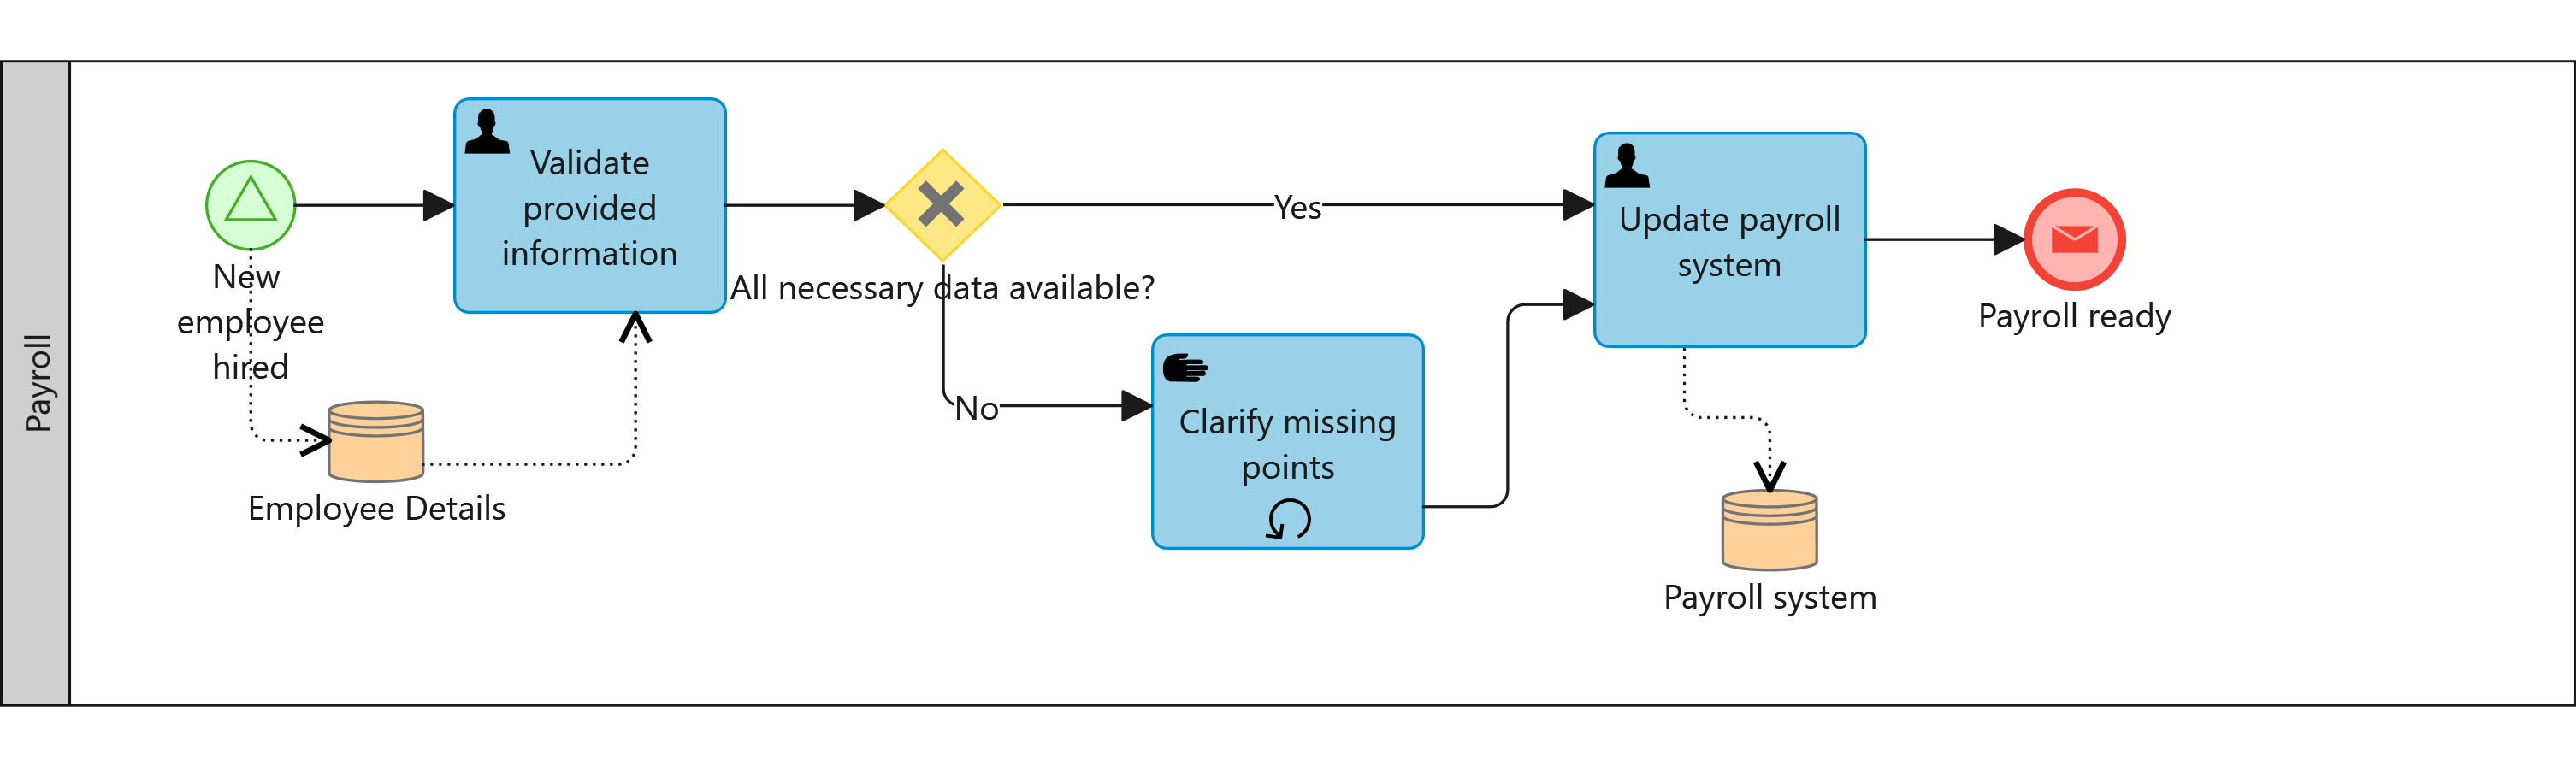 Payroll
New
employee
hired
Validate
provided
information
All necessary data available?
Yes
No
Clarify missing
points
Update payroll
system
Payroll ready
Employee Details
Payroll system